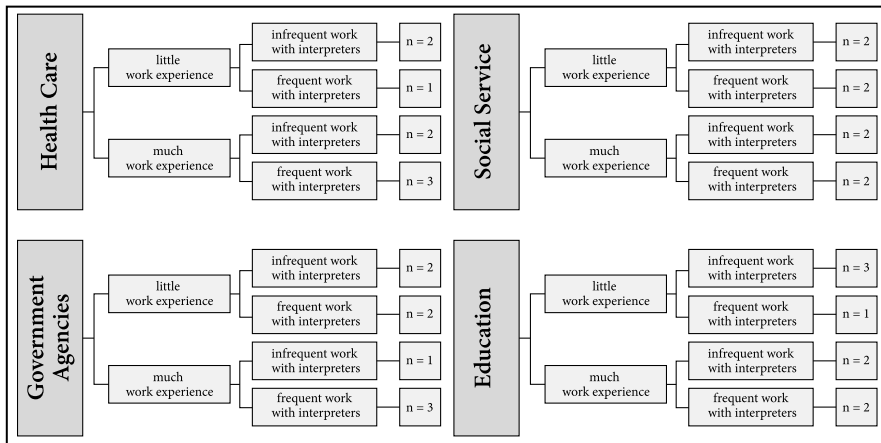 Health Care
little
work experience
infrequent work
with interpreters
n = 2
frequent work
with interpreters
n = 1
much
work experience
infrequent work
with interpreters
n = 2
frequent work
with interpreters
n = 3
Social Service
little
work experience
infrequent work
with interpreters
n = 2
frequent work
with interpreters
n = 2
much
work experience
infrequent work
with interpreters
n = 2
frequent work
with interpreters
n = 2
Government
Agencies
little
work experience
infrequent work
with interpreters
n = 2
frequent work
with interpreters
n = 2
much
work experience
infrequent work
with interpreters
n = 1
frequent work
with interpreters
n = 3
Education
little
work experience
infrequent work
with interpreters
n = 3
frequent work
with interpreters
n = 1
much
work experience
infrequent work
with interpreters
n = 2
frequent work
with interpreters
n = 2